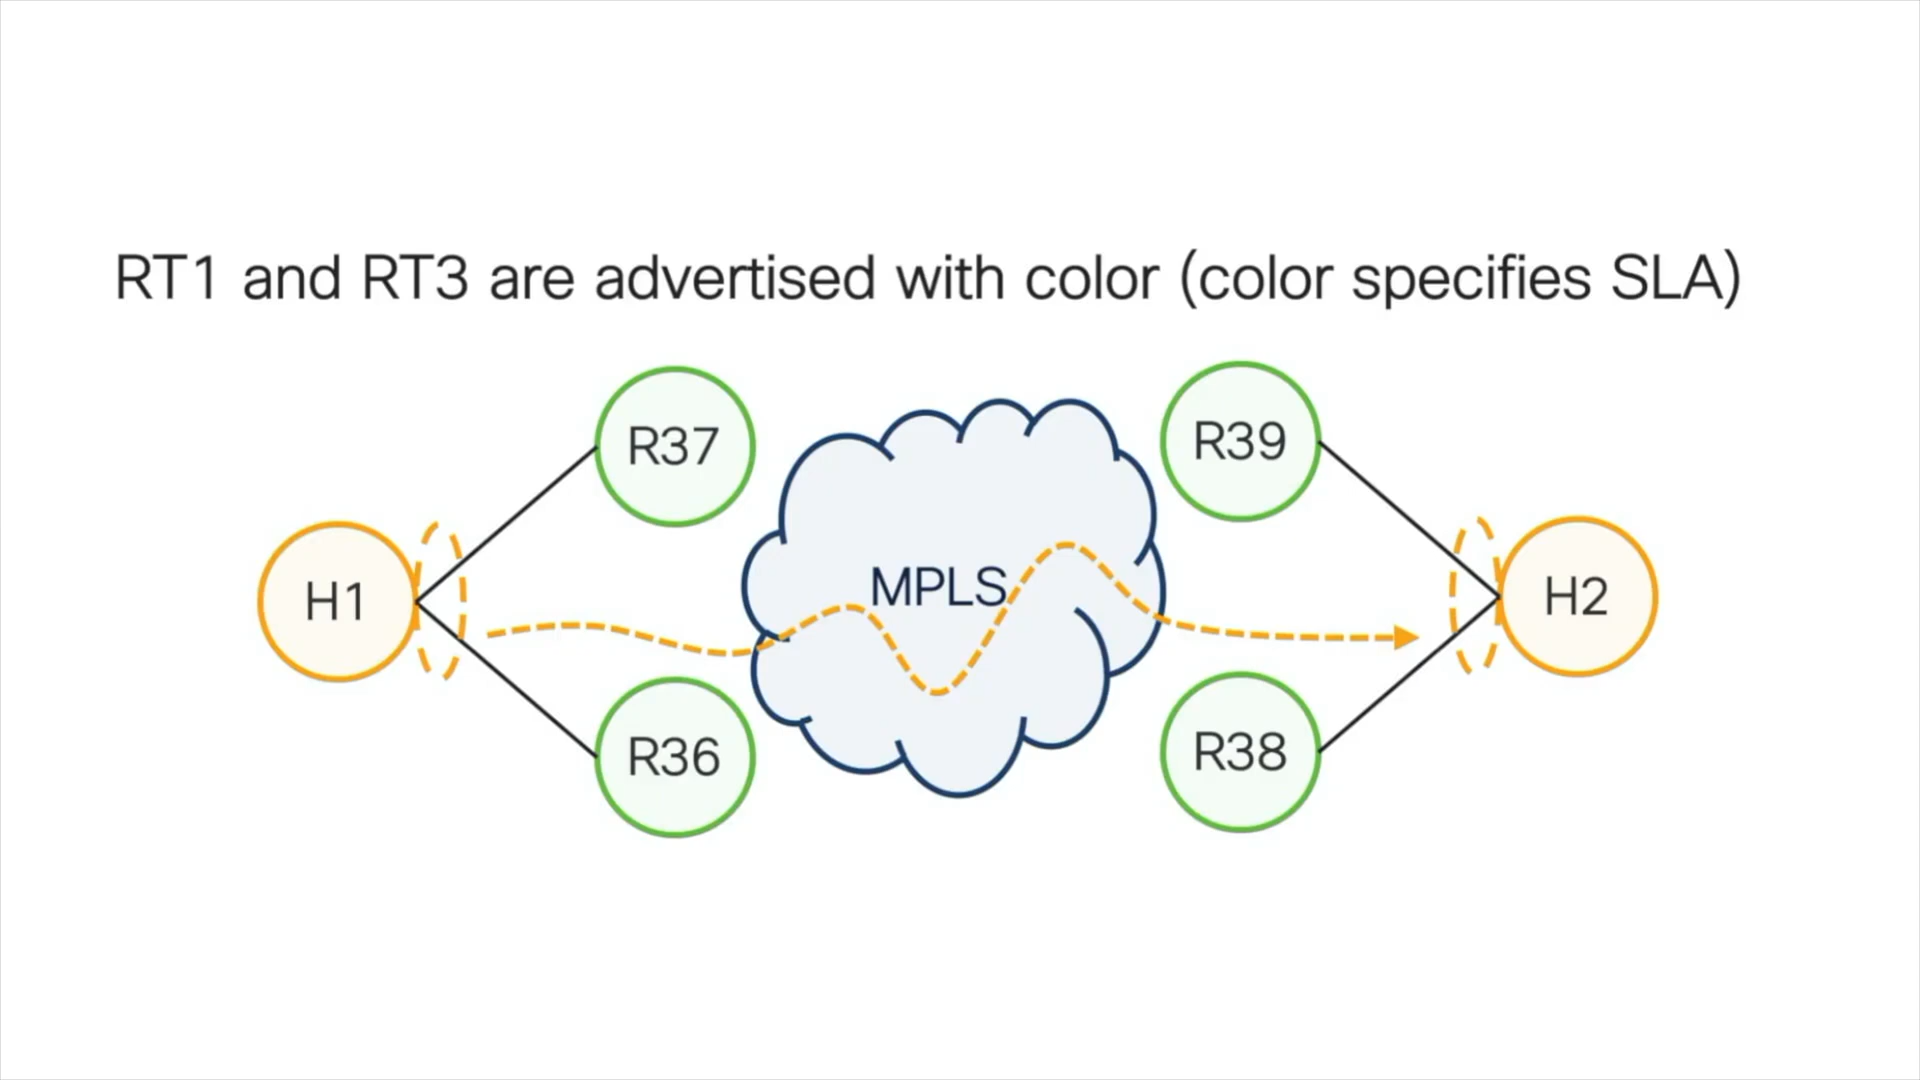 RT1 and RT3 are advertised with color (color specifies SLA)
R37
R39
H1
MPLS
H2
R36
R38